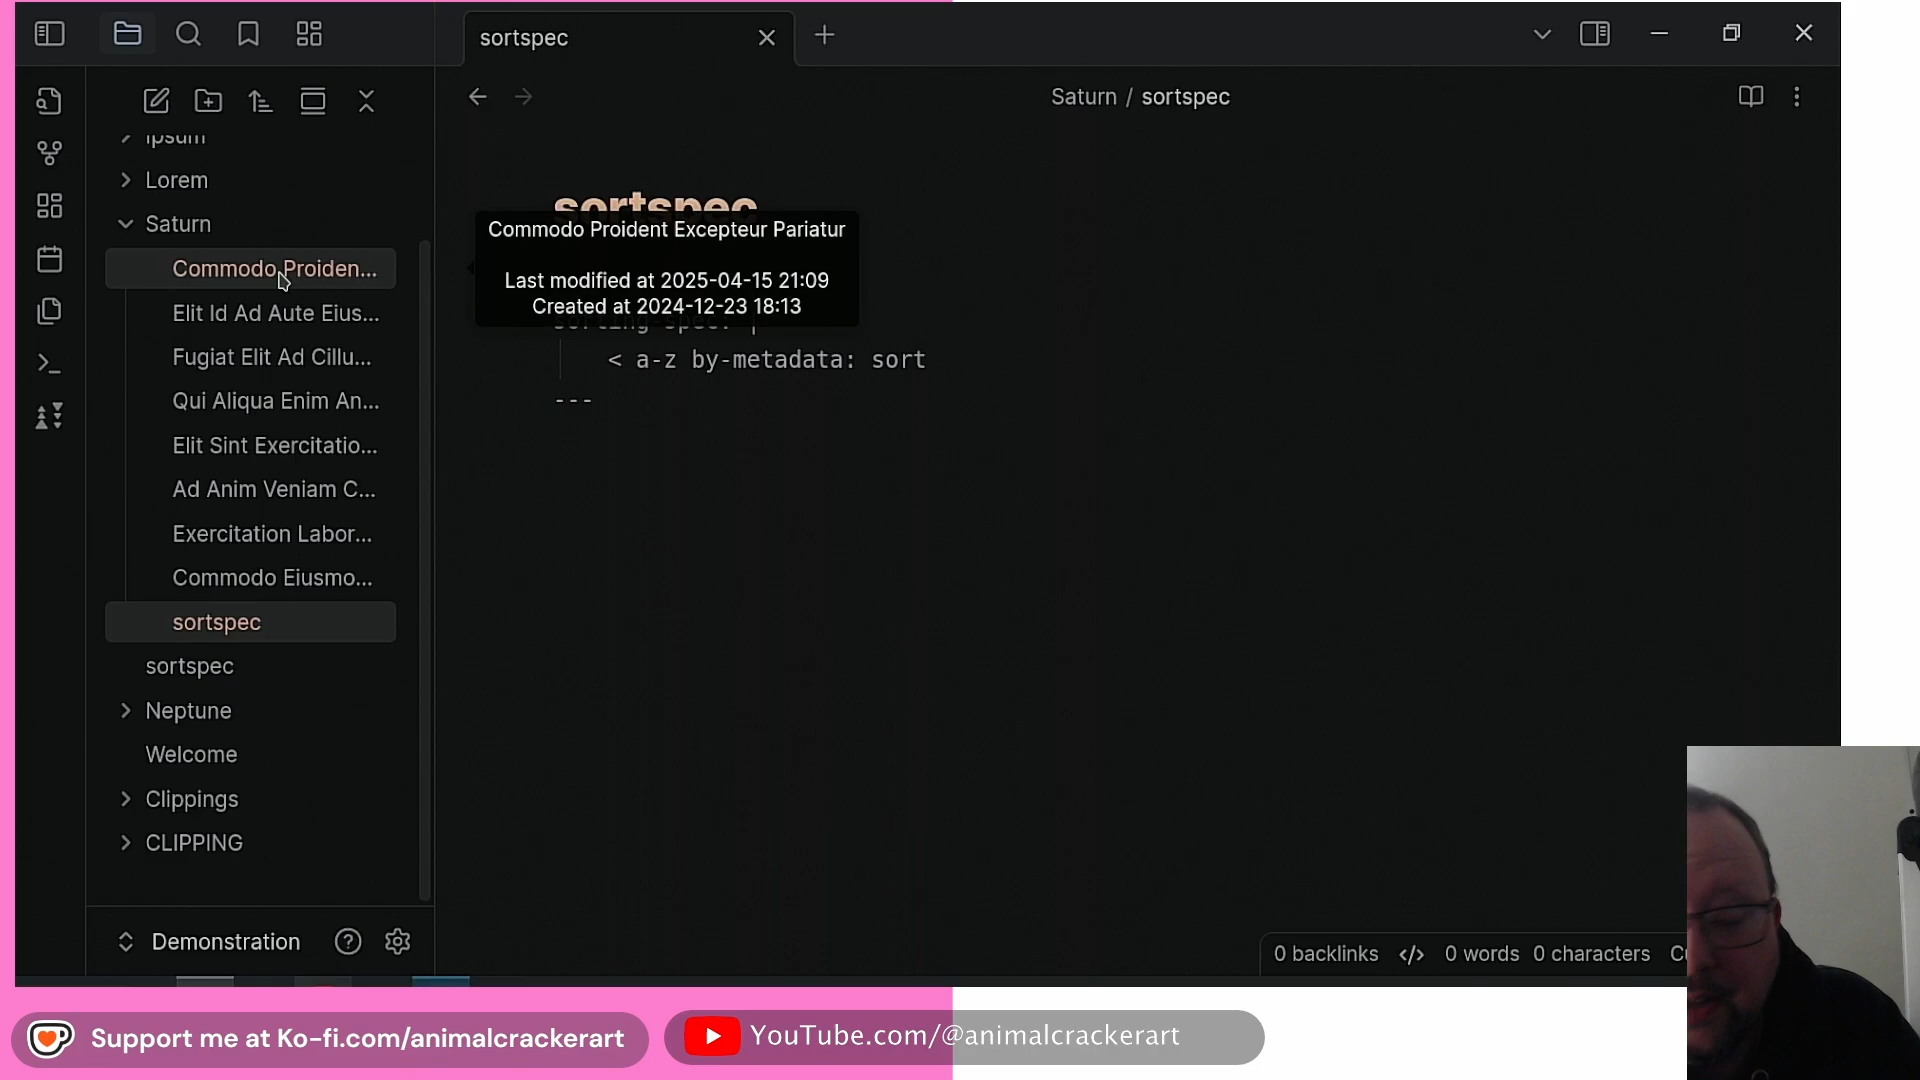 sortspec
Saturn / sortspec
Ipsum
Lorem
Saturn
Commodo Proiden...
Elit Id Ad Aute Eius...
Fugiat Elit Ad Cillu...
Qui Aliqua Enim An...
Elit Sint Exercitatio...
Ad Anim Veniam C...
Exercitation Labor...
Commodo Eiusmo...
sortspec
sortspec
Neptune
Welcome
Clippings
CLIPPING
Demonstration
sortspec
Commodo Proident Excepteur Pariatur
Last modified at 2025-04-15 21:09
Created at 2024-12-23 18:13
sorting-spec: |
< a-z by-metadata: sort
---
0 backlinks </> 0 words 0 characters
Support me at Ko-fi.com/animalcrackerart
YouTube.com/@animalcrackerart